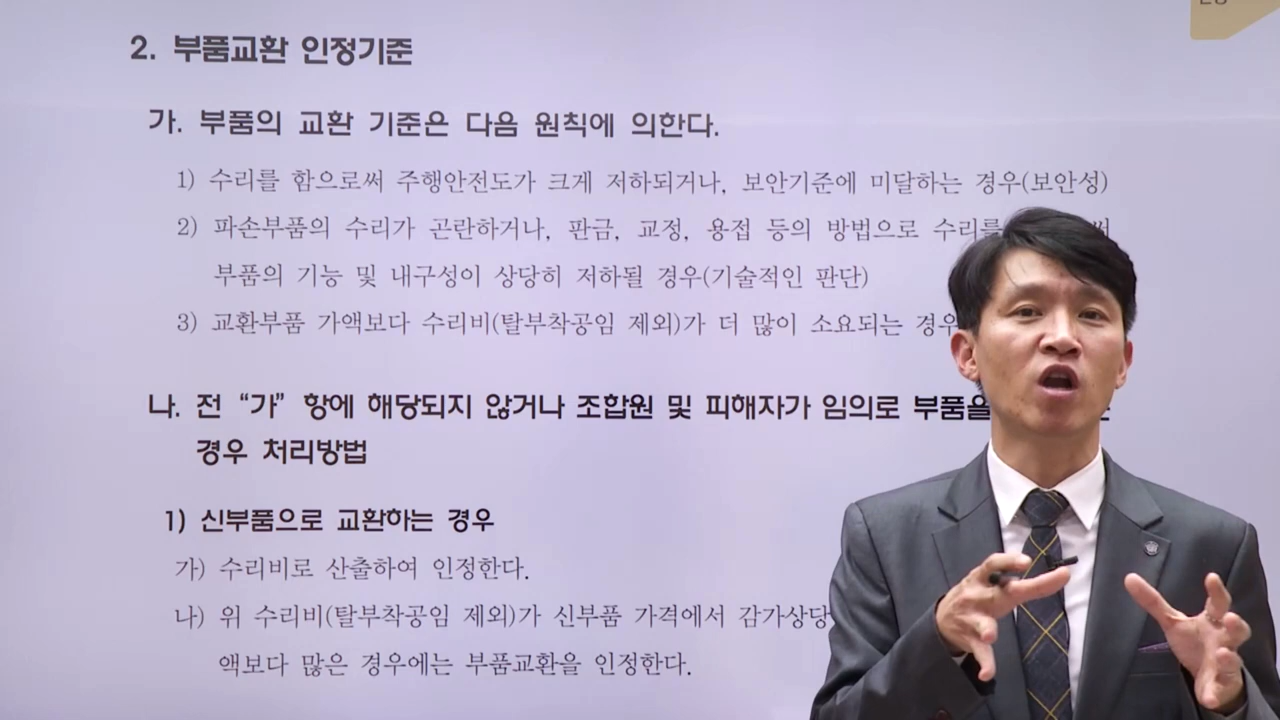 2. 부품교환 인정기준
가. 부품의 교환 기준은 다음 원칙에 의한다.
1) 수리를 함으로써 주행안전도가 크게 저하되거나, 보안기준에 미달하는 경우(보안성)
2) 파손부품의 수리가 곤란하거나, 판금, 교정, 용접 등의 방법으로 수리를
부품의 기능 및 내구성이 상당히 저하될 경우(기술적인 판단)
3) 교환부품 가액보다 수리비(탈부착공임 제외)가 더 많이 소요되는 경우
나. 전 “가” 항에 해당되지 않거나 조합원 및 피해자가 임의로 부품을
경우 처리방법
1) 신부품으로 교환하는 경우
가) 수리비로 산출하여 인정한다.
나) 위 수리비(탈부착공임 제외)가 신부품 가격에서 감가상당
액보다 많은 경우에는 부품교환을 인정한다.